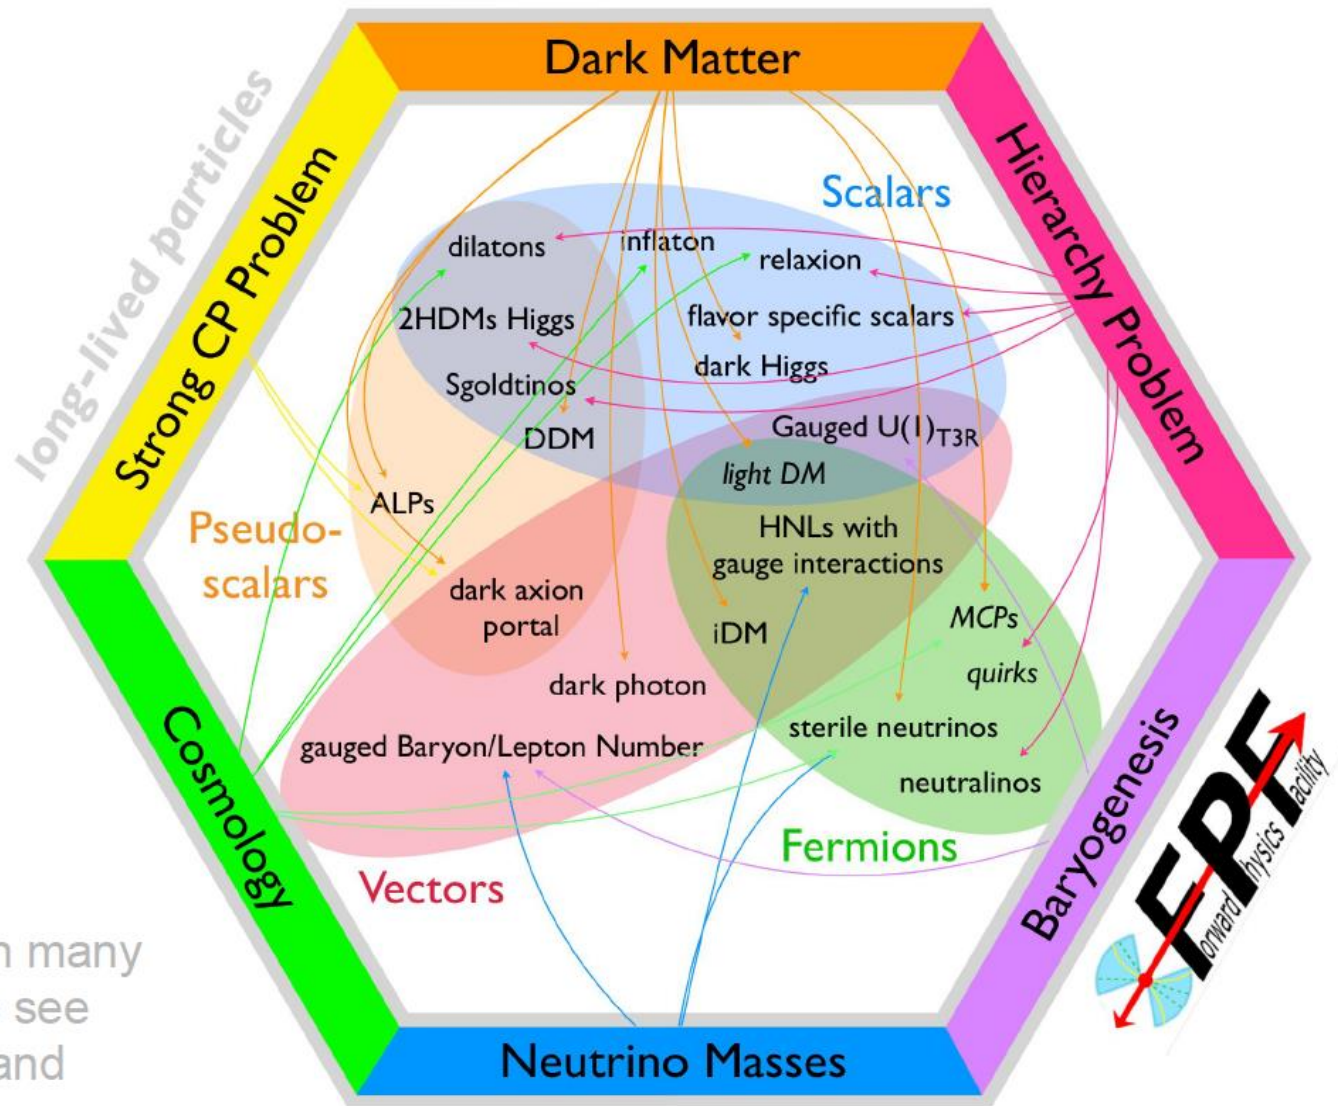 Dark Matter
long-lived particles
Strong CP Problem
Hierarchy Problem
Scalars
dilatons
inflaton
relaxion
2HDMs Higgs
flavor specific scalars
dark Higgs
Sgoldtinos
DDM
Gauged U(1)T3R
light DM
ALPs
Pseudo-
scalars
HNLs with
gauge interactions
dark axion
portal
iDM
MCPs
quirks
dark photon
sterile neutrinos
gauged Baryon/Lepton Number
neutralinos
Fermions
Vectors
Cosmology
Baryogenesis
FPF
Forward Physics Facility
many
see
and
Neutrino Masses